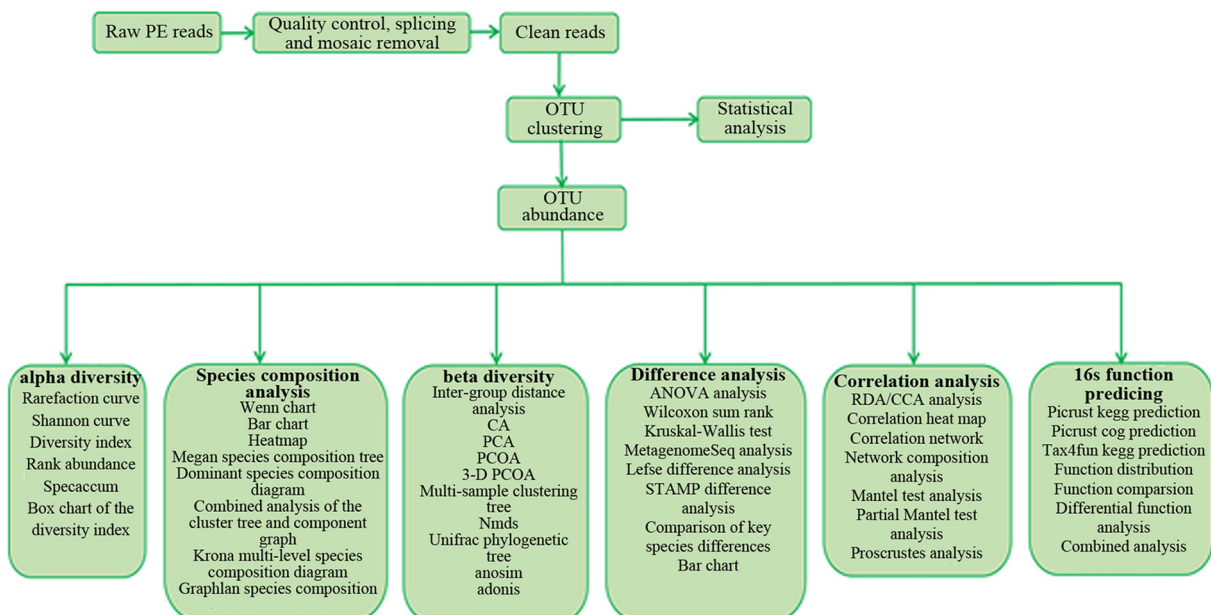 Raw PE reads
Quality control, splicing
and mosaic removal
Clean reads
OTU
clustering
Statistical
analysis
OTU
abundance
alpha diversity
Rarefaction curve
Shannon curve
Diversity index
Rank abundance
Specaccum
Box chart of the
diversity index
Species composition
analysis
Wenn chart
Bar chart
Heatmap
Megan species composition tree
Dominant species composition
diagram
Combined analysis of the
cluster tree and component
graph
Krona multi-level species
composition diagram
Graphlan species composition
beta diversity
Inter-group distance
analysis
CA
PCA
PCOA
3-D PCOA
Multi-sample clustering
tree
Nmds
Unifrac phylogenetic
tree
anosim
adonis
Difference analysis
ANOVA analysis
Wilcoxon sum rank
Kruskal-Wallis test
MetagenomeSeq analysis
Lefse difference analysis
STAMP difference
analysis
Comparison of key
species differences
Bar chart
Correlation analysis
RDA/CCA analysis
Correlation heat map
Correlation network
Network composition
analysis
Mantel test analysis
Partial Mantel test
analysis
Proscrustes analysis
16s function
predicing
Picrust kegg prediction
Picrust cog prediction
Tax4fun kegg prediction
Function distribution
Function comparsion
Differential function
analysis
Combined analysis